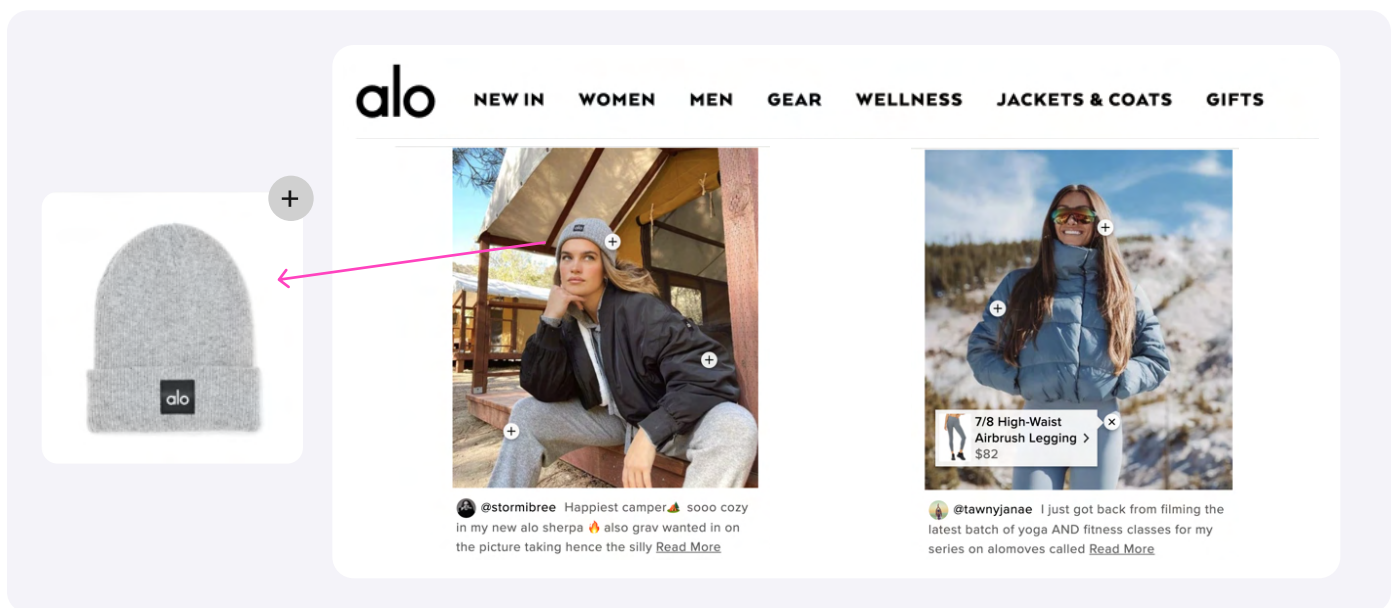 alo
NEW IN WOMEN MEN GEAR WELLNESS JACKETS & COATS GIFTS
+
alo
alo
+
+
+
@stormibree Happiest camper🏕️ sooo cozy
in my new alo sherpa 🔥 also grav wanted in on
the picture taking hence the silly Read More
+
+
7/8 High-Waist
Airbrush Legging >
$82
×
@tawnyjanae I just got back from filming the
latest batch of yoga AND fitness classes for my
series on alomoves called Read More